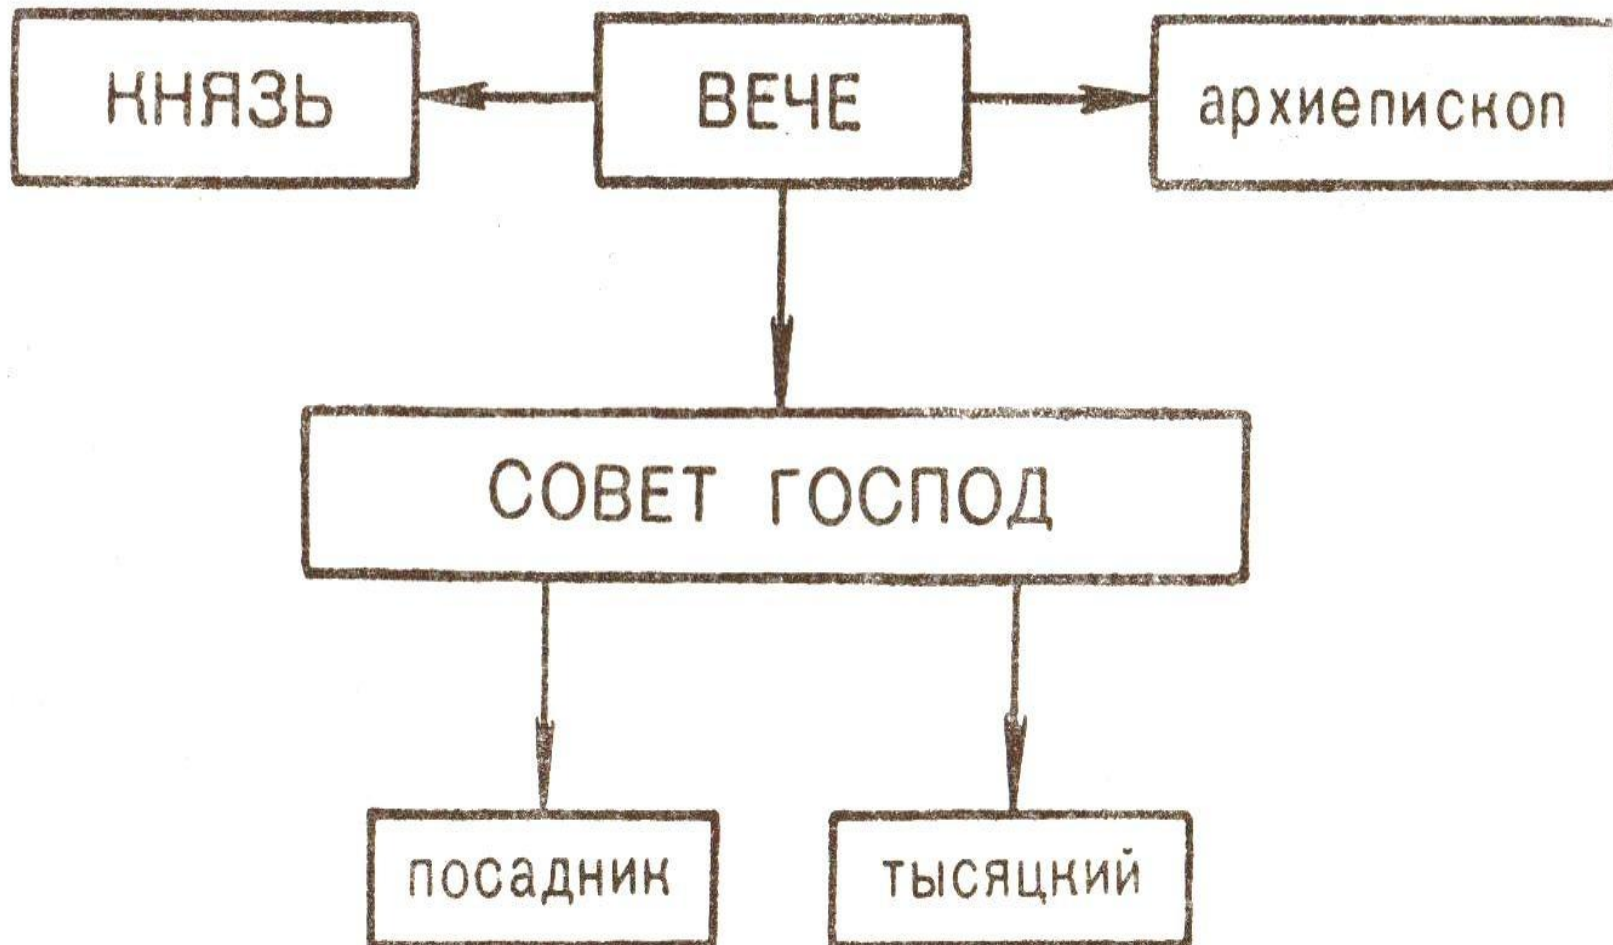 КНЯЗЬ
ВЕЧЕ
архиепископ
СОВЕТ ГОСПОД
посадник
тысяцкий